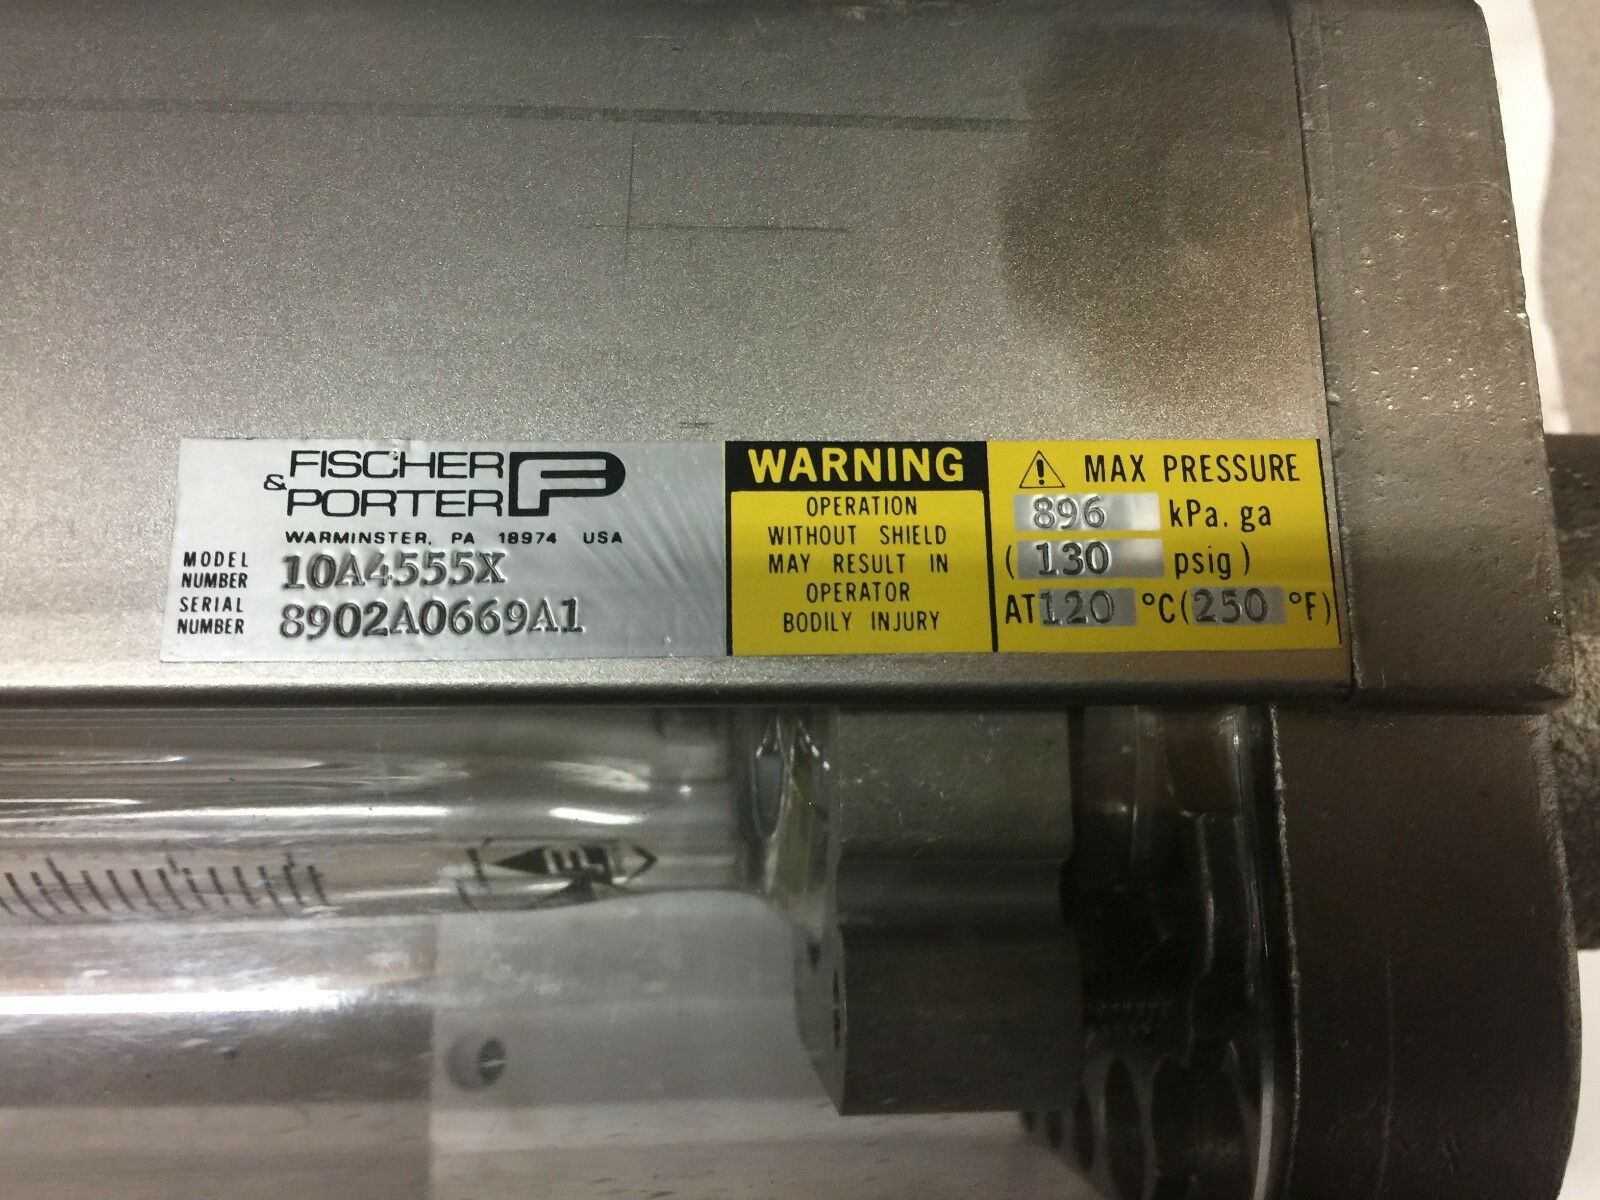 FISCHER
& PORTER FP
WARMINSTER, PA 18974 USA
MODEL NUMBER 10A4555X
SERIAL NUMBER 8902A0669A1
WARNING
OPERATION
WITHOUT SHIELD
MAY RESULT IN
OPERATOR
BODILY INJURY
⚠ MAX PRESSURE
896 kPa. ga
( 130 psig )
AT 120 °C ( 250 °F)